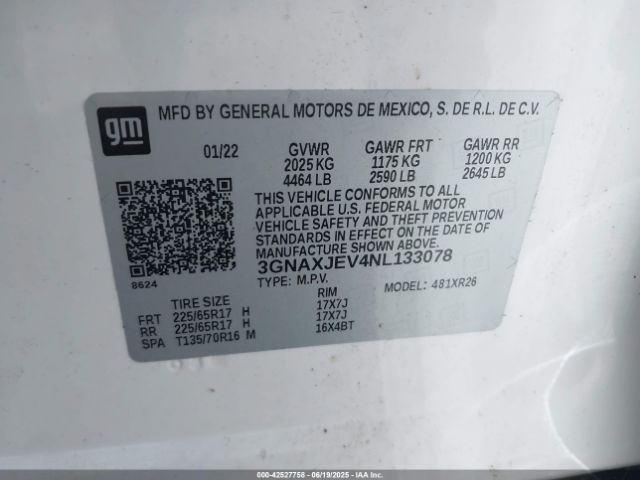 gm
MFD BY GENERAL MOTORS DE MEXICO, S. DE R.L. DE C.V.
01/22 GVWR GAWR FRT GAWR RR
2025 KG 1175 KG 1200 KG
4464 LB 2590 LB 2645 LB
THIS VEHICLE CONFORMS TO ALL
APPLICABLE U.S. FEDERAL MOTOR
VEHICLE SAFETY AND THEFT PREVENTION
STANDARDS IN EFFECT ON THE DATE OF
MANUFACTURE SHOWN ABOVE.
3GNAXJEV4NL133078
8624
TYPE: M.P.V. MODEL: 481XR26
TIRE SIZE RIM
FRT 225/65R17 H 17X7J
RR 225/65R17 H 17X7J
SPA T135/70R16 M 16X4BT
000-42527758 - 06/19/2025 - IAAI.CA